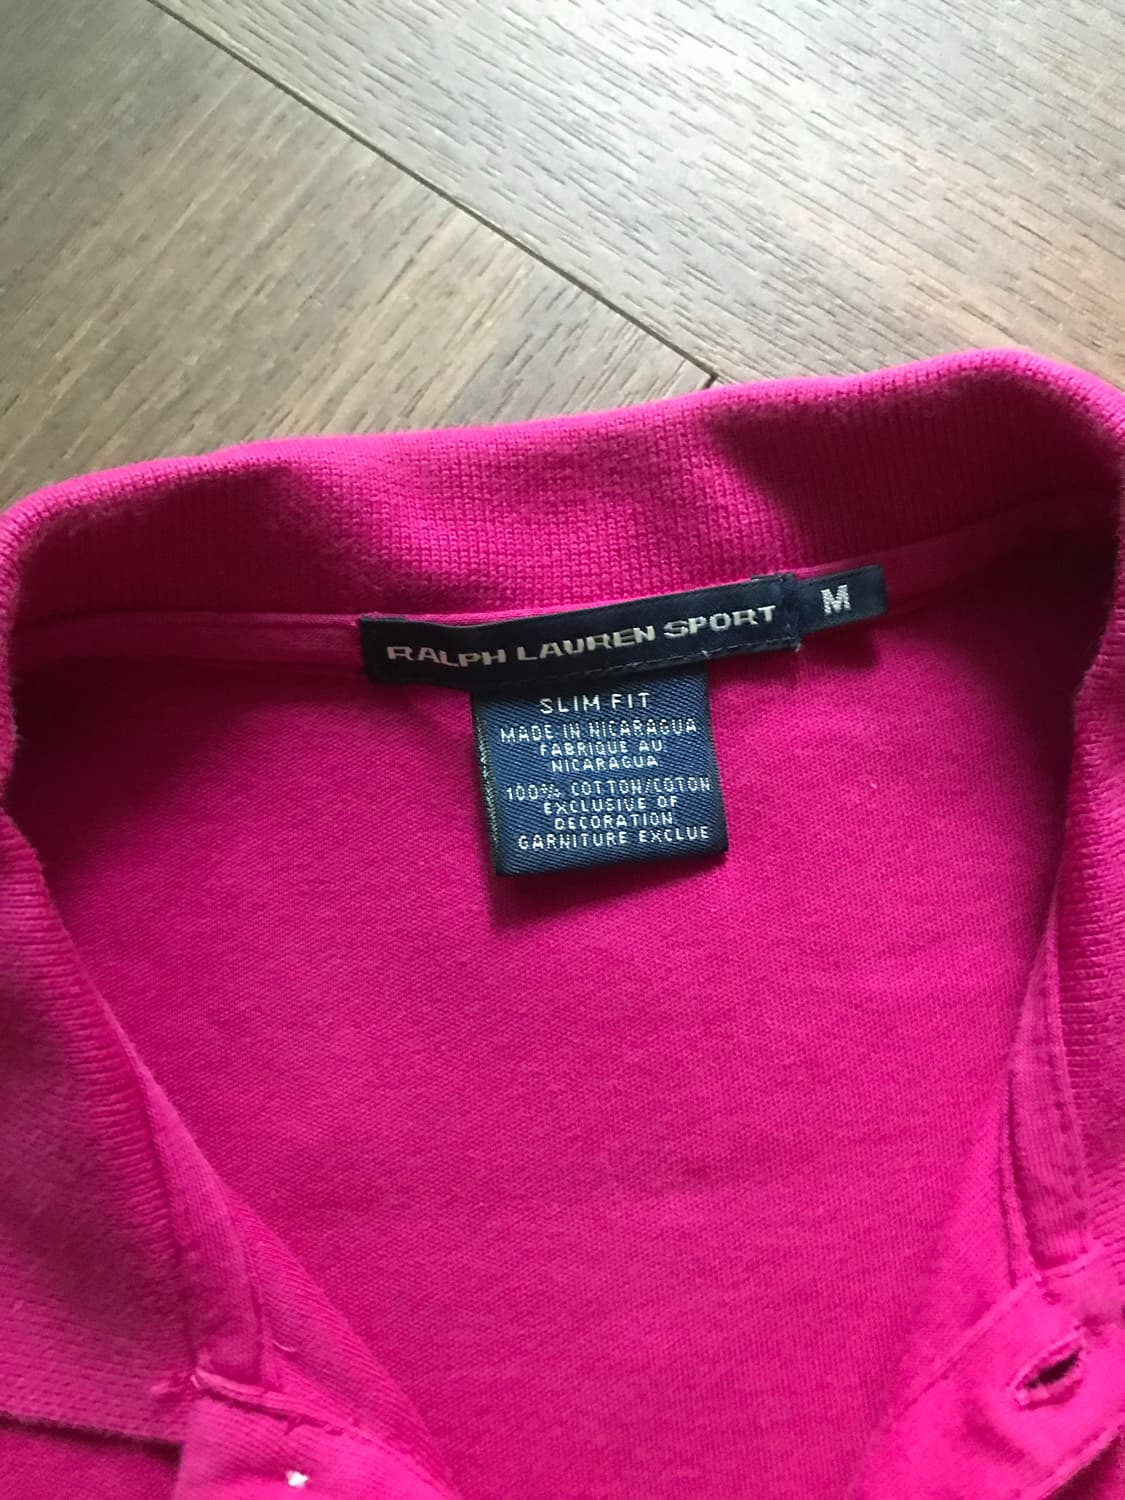 RALPH LAUREN SPORT M
SLIM FIT
MADE IN NICARAGUA
FABRIQUE AU
NICARAGUA
100% COTTON/COTON
EXCLUSIVE OF
DECORATION
GARNITURE EXCLUE